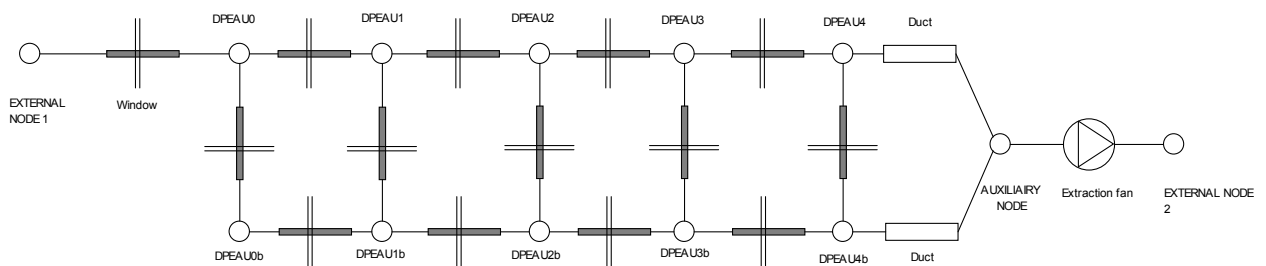 DPEAU0
DPEAU1
DPEAU2
DPEAU3
DPEAU4
Duct
EXTERNAL
NODE 1
Window
AUXILIAIRY
NODE
Extraction fan
EXTERNAL NODE
2
DPEAU0b
DPEAU1b
DPEAU2b
DPEAU3b
DPEAU4b
Duct